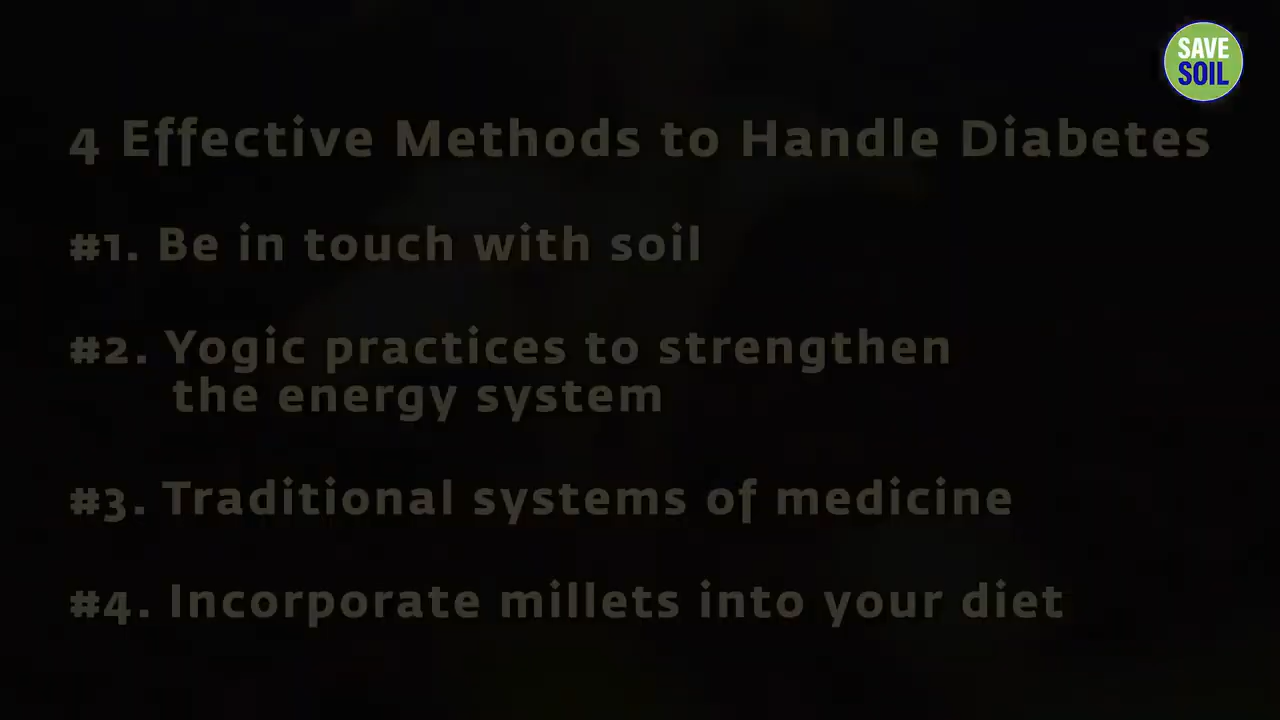 SAVE
SOIL
4 Effective Methods to Handle Diabetes
#1. Be in touch with soil
#2. Yogic practices to strengthen
the energy system
#3. Traditional systems of medicine
#4. Incorporate millets into your diet